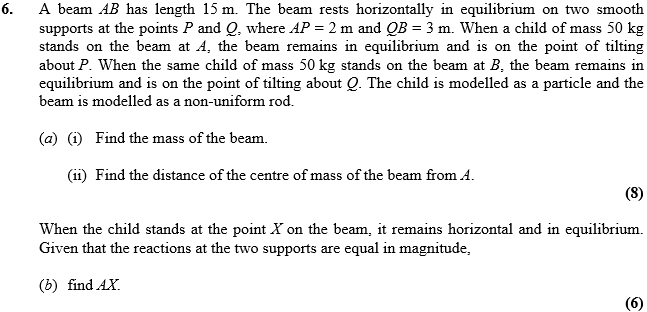 6. A beam AB has length 15 m. The beam rests horizontally in equilibrium on two smooth
supports at the points P and Q, where AP = 2 m and QB = 3 m. When a child of mass 50 kg
stands on the beam at A, the beam remains in equilibrium and is on the point of tilting
about P. When the same child of mass 50 kg stands on the beam at B, the beam remains in
equilibrium and is on the point of tilting about Q. The child is modelled as a particle and the
beam is modelled as a non-uniform rod.
(a) (i) Find the mass of the beam.
(ii) Find the distance of the centre of mass of the beam from A.
(8)
When the child stands at the point X on the beam, it remains horizontal and in equilibrium.
Given that the reactions at the two supports are equal in magnitude,
(b) find AX.
(6)